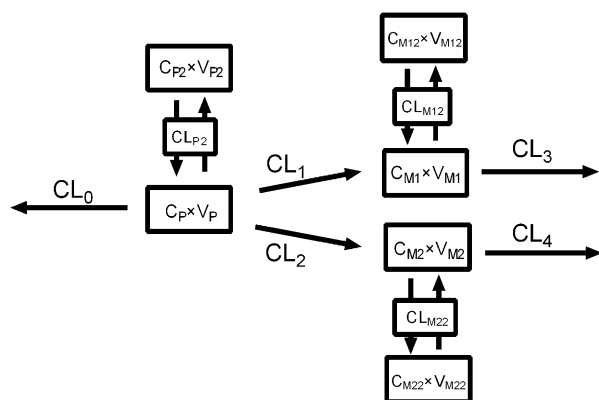 C_M12×V_M12
C_P2×V_P2
CL_M12
CL_P2
CL_1
CL_3
C_M1×V_M1
CL_0
C_P×V_P
CL_2
C_M2×V_M2
CL_4
CL_M22
C_M22×V_M22